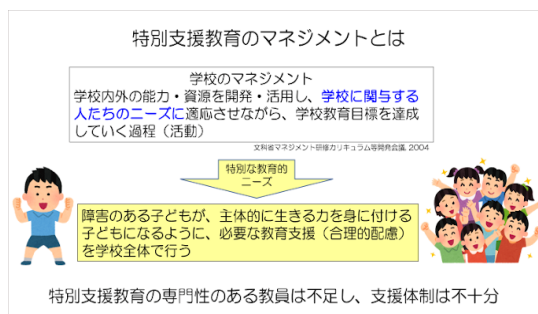 特別支援教育のマネジメントとは
学校のマネジメント
学校内外の能力・資源を開発・活用し、学校に関与する
人たちのニーズに適応させながら、学校教育目標を達成
していく過程（活動）
文科省マネジメント研修カリキュラム等開発会議，2004
特別な教育的
ニーズ
障害のある子どもが、主体的に生きる力を身に付ける
子どもになるように、必要な教育支援（合理的配慮）
を学校全体で行う
特別支援教育の専門性のある教員は不足し、支援体制は不十分